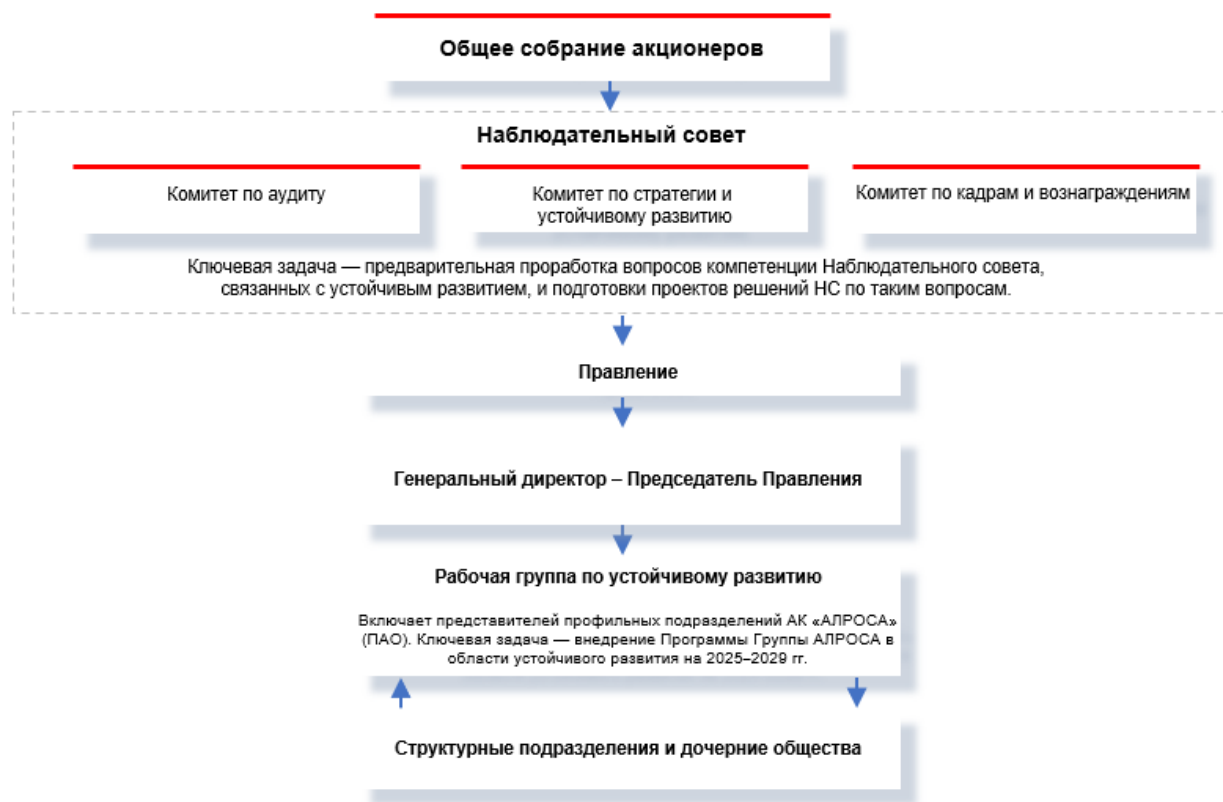 Общее собрание акционеров
Наблюдательный совет
Комитет по аудиту
Комитет по стратегии и
устойчивому развитию
Комитет по кадрам и вознаграждениям
Ключевая задача — предварительная проработка вопросов компетенции Наблюдательного совета,
связанных с устойчивым развитием, и подготовки проектов решений НС по таким вопросам.
Правление
Генеральный директор – Председатель Правления
Рабочая группа по устойчивому развитию
Включает представителей профильных подразделений АК «АЛРОСА»
(ПАО). Ключевая задача — внедрение Программы Группы АЛРОСА в
области устойчивого развития на 2025–2029 гг.
Структурные подразделения и дочерние общества